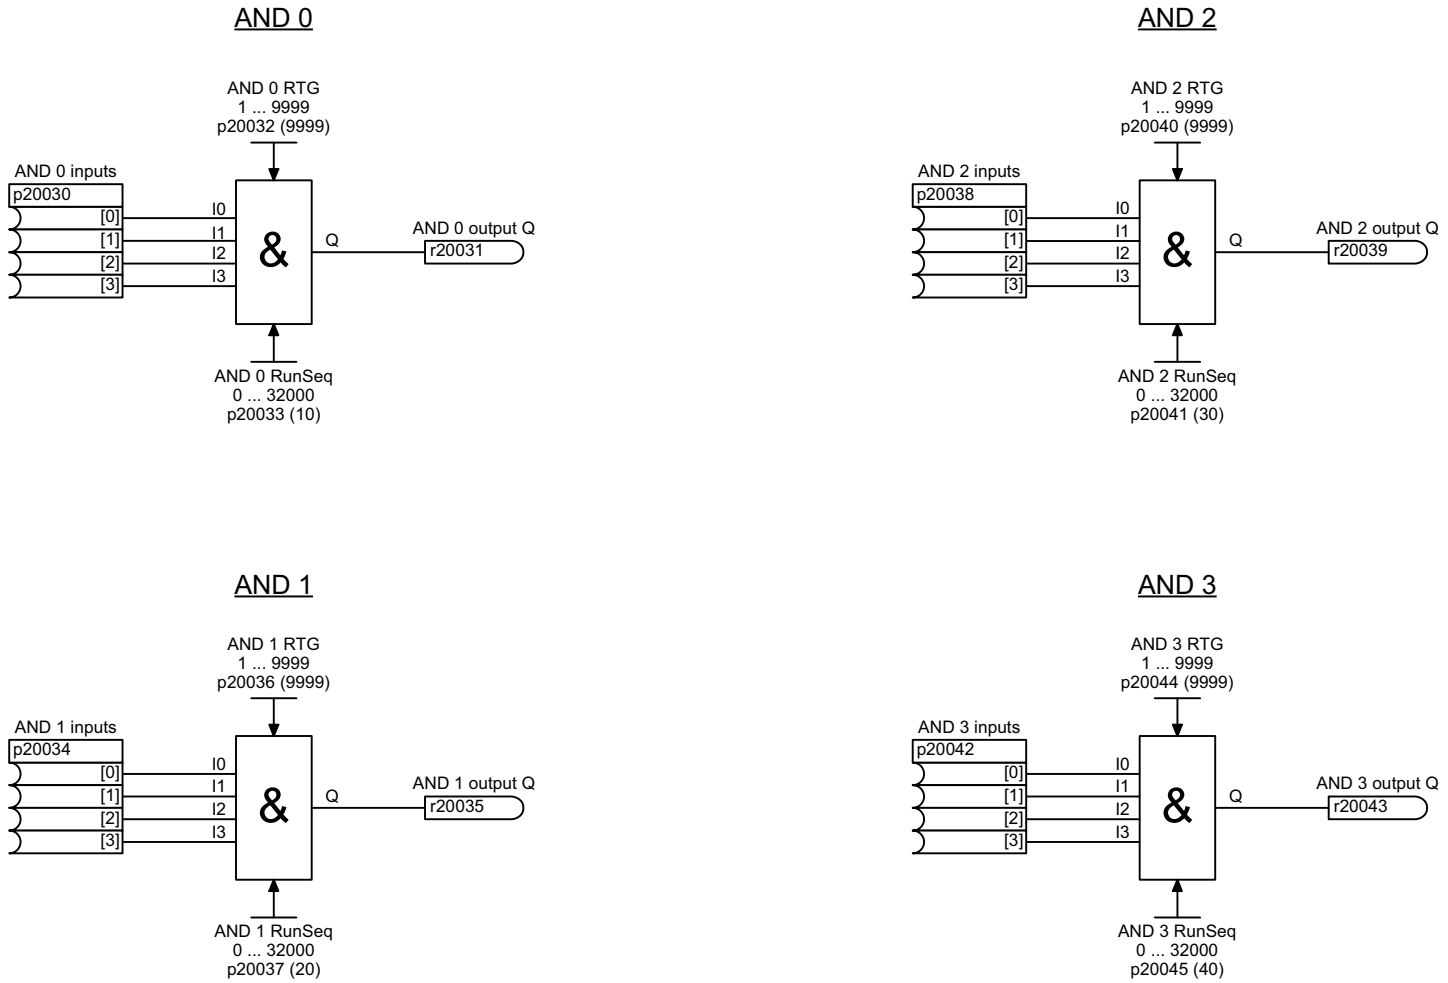 AND 0
AND 0 RTG
1 ... 9999
p20032 (9999)
AND 0 inputs
p20030
[0]
[1]
[2]
[3]
I0
I1
I2
I3
&
Q
AND 0 output Q
r20031
AND 0 RunSeq
0 ... 32000
p20033 (10)
AND 2
AND 2 RTG
1 ... 9999
p20040 (9999)
AND 2 inputs
p20038
[0]
[1]
[2]
[3]
I0
I1
I2
I3
&
Q
AND 2 output Q
r20039
AND 2 RunSeq
0 ... 32000
p20041 (30)
AND 1
AND 1 RTG
1 ... 9999
p20036 (9999)
AND 1 inputs
p20034
[0]
[1]
[2]
[3]
I0
I1
I2
I3
&
Q
AND 1 output Q
r20035
AND 1 RunSeq
0 ... 32000
p20037 (20)
AND 3
AND 3 RTG
1 ... 9999
p20044 (9999)
AND 3 inputs
p20042
[0]
[1]
[2]
[3]
I0
I1
I2
I3
&
Q
AND 3 output Q
r20043
AND 3 RunSeq
0 ... 32000
p20045 (40)